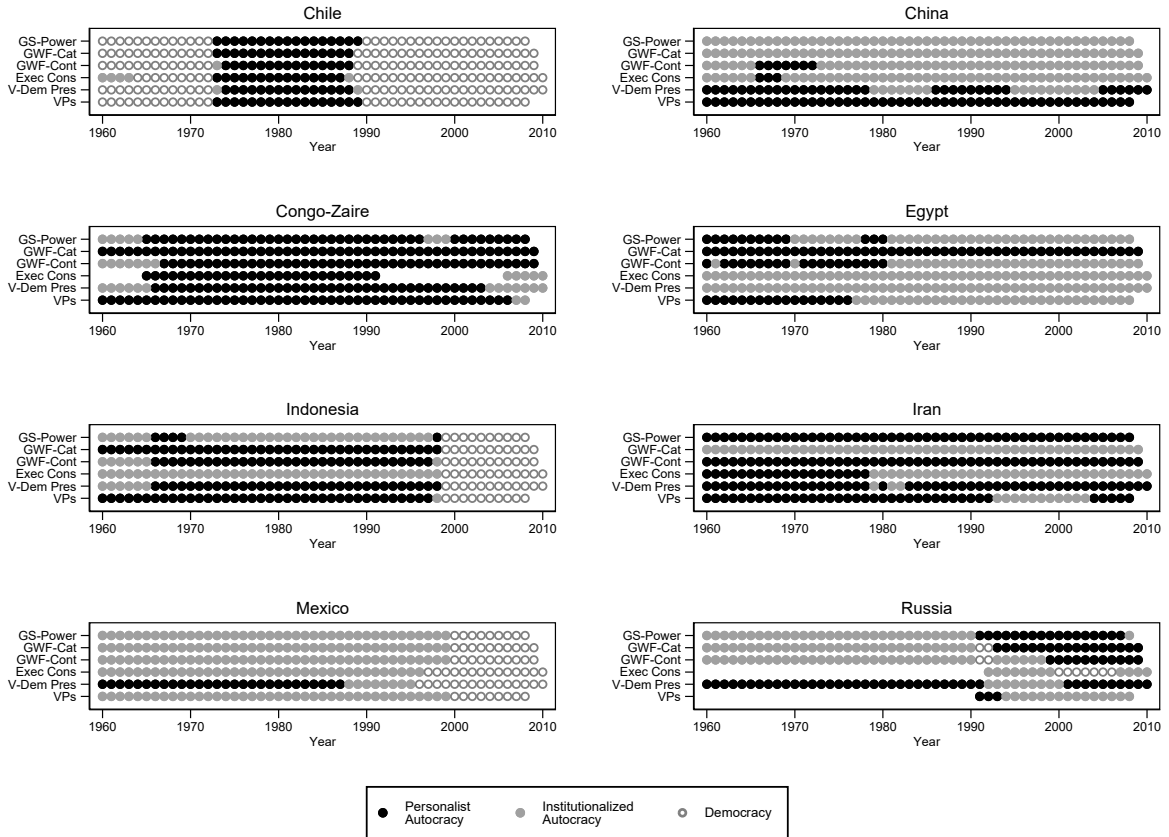 Chile
GS-Power
GWF-Cat
GWF-Cont
Exec Cons
V-Dem Pres
VPs
1960 1970 1980 1990 2000 2010
Year
China
GS-Power
GWF-Cat
GWF-Cont
Exec Cons
V-Dem Pres
VPs
1960 1970 1980 1990 2000 2010
Year
Congo-Zaire
GS-Power
GWF-Cat
GWF-Cont
Exec Cons
V-Dem Pres
VPs
1960 1970 1980 1990 2000 2010
Year
Egypt
GS-Power
GWF-Cat
GWF-Cont
Exec Cons
V-Dem Pres
VPs
1960 1970 1980 1990 2000 2010
Year
Indonesia
GS-Power
GWF-Cat
GWF-Cont
Exec Cons
V-Dem Pres
VPs
1960 1970 1980 1990 2000 2010
Year
Iran
GS-Power
GWF-Cat
GWF-Cont
Exec Cons
V-Dem Pres
VPs
1960 1970 1980 1990 2000 2010
Year
Mexico
GS-Power
GWF-Cat
GWF-Cont
Exec Cons
V-Dem Pres
VPs
1960 1970 1980 1990 2000 2010
Year
Russia
GS-Power
GWF-Cat
GWF-Cont
Exec Cons
V-Dem Pres
VPs
1960 1970 1980 1990 2000 2010
Year
Personalist
Autocracy
Institutionalized
Autocracy
Democracy